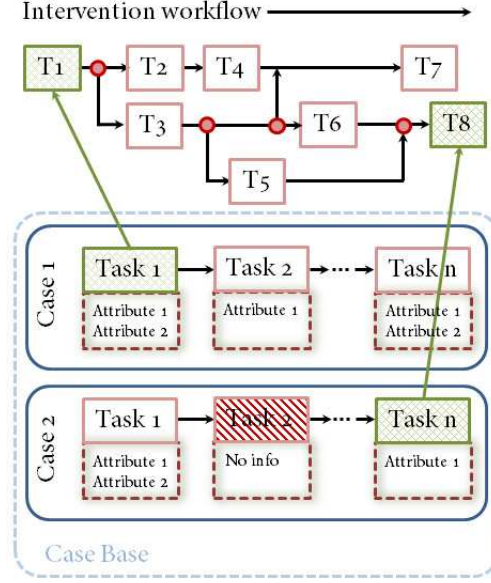 Intervention workflow
T1
T2
T4
T7
T3
T6
T8
T5
Case 1
Task 1
Task 2
...
Task n
Attribute 1
Attribute 2
Attribute 1
Attribute 1
Attribute 2
Case 2
Task 1
Task 2
...
Task n
Attribute 1
Attribute 2
No info
Attribute 1
Case Base